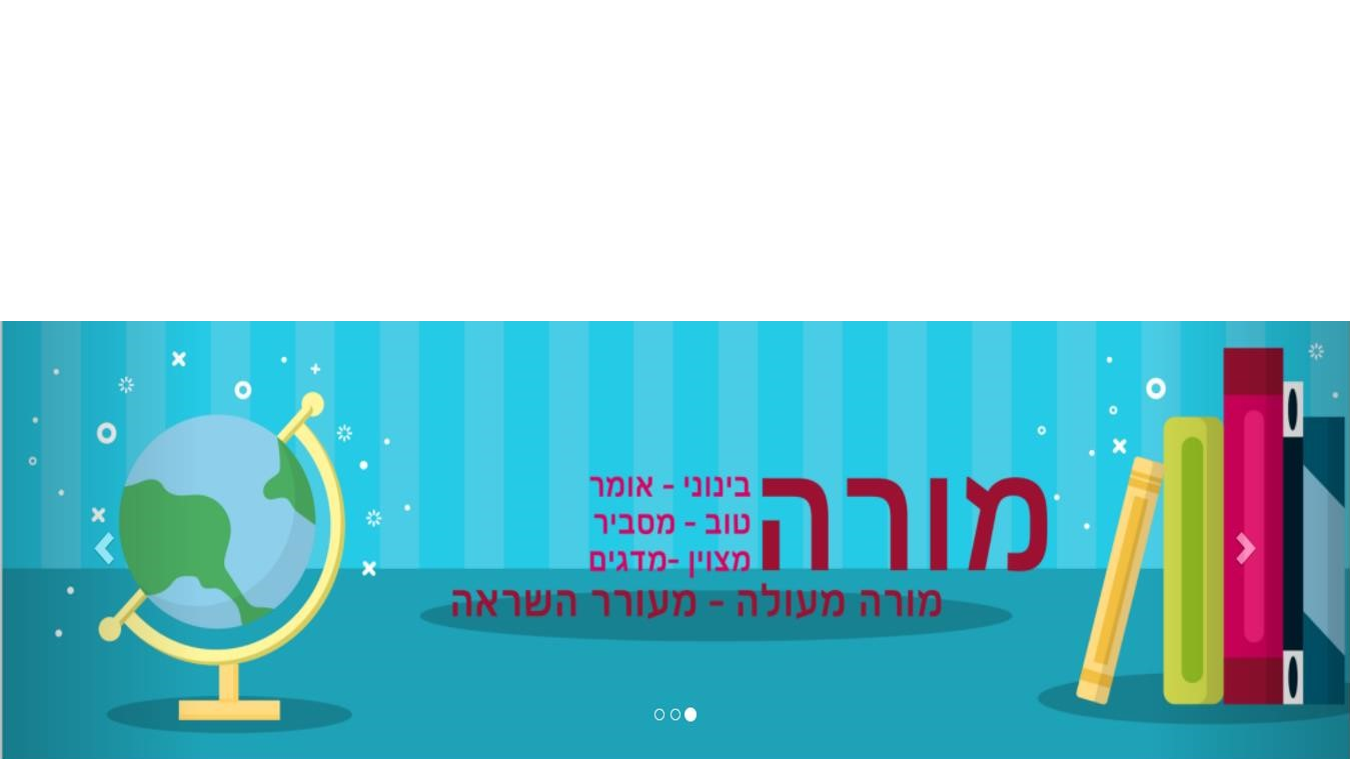 מורה
בינוני - אומר
טוב - מסביר
מצוין -מדגים
מורה מעולה - מעורר השראה